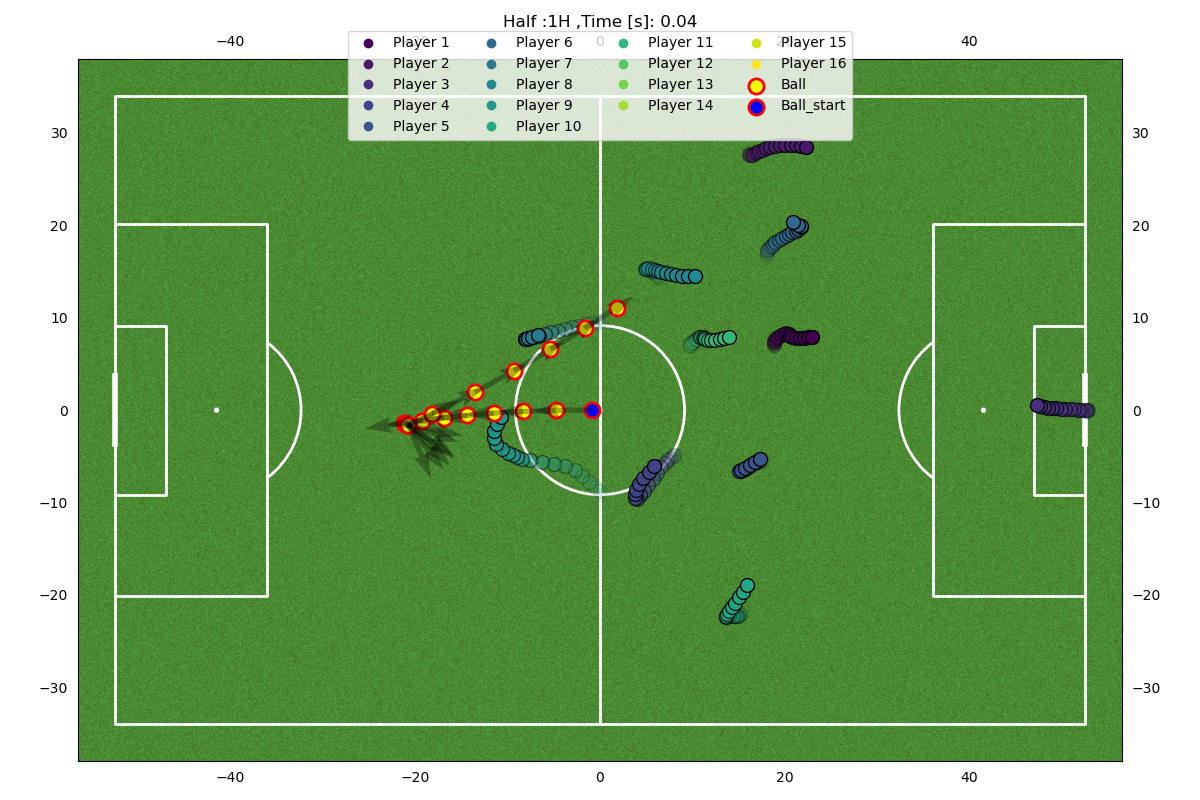 Half :1H ,Time [s]: 0.04
−40 −20 0 20 40
Player 1 Player 6 Player 11 Player 15
Player 2 Player 7 Player 12 Player 16
Player 3 Player 8 Player 13 Ball
Player 4 Player 9 Player 14 Ball_start
Player 5 Player 10
30 30
20 20
10 10
0 0
−10 −10
−20 −20
−30 −30
−40 −20 0 20 40